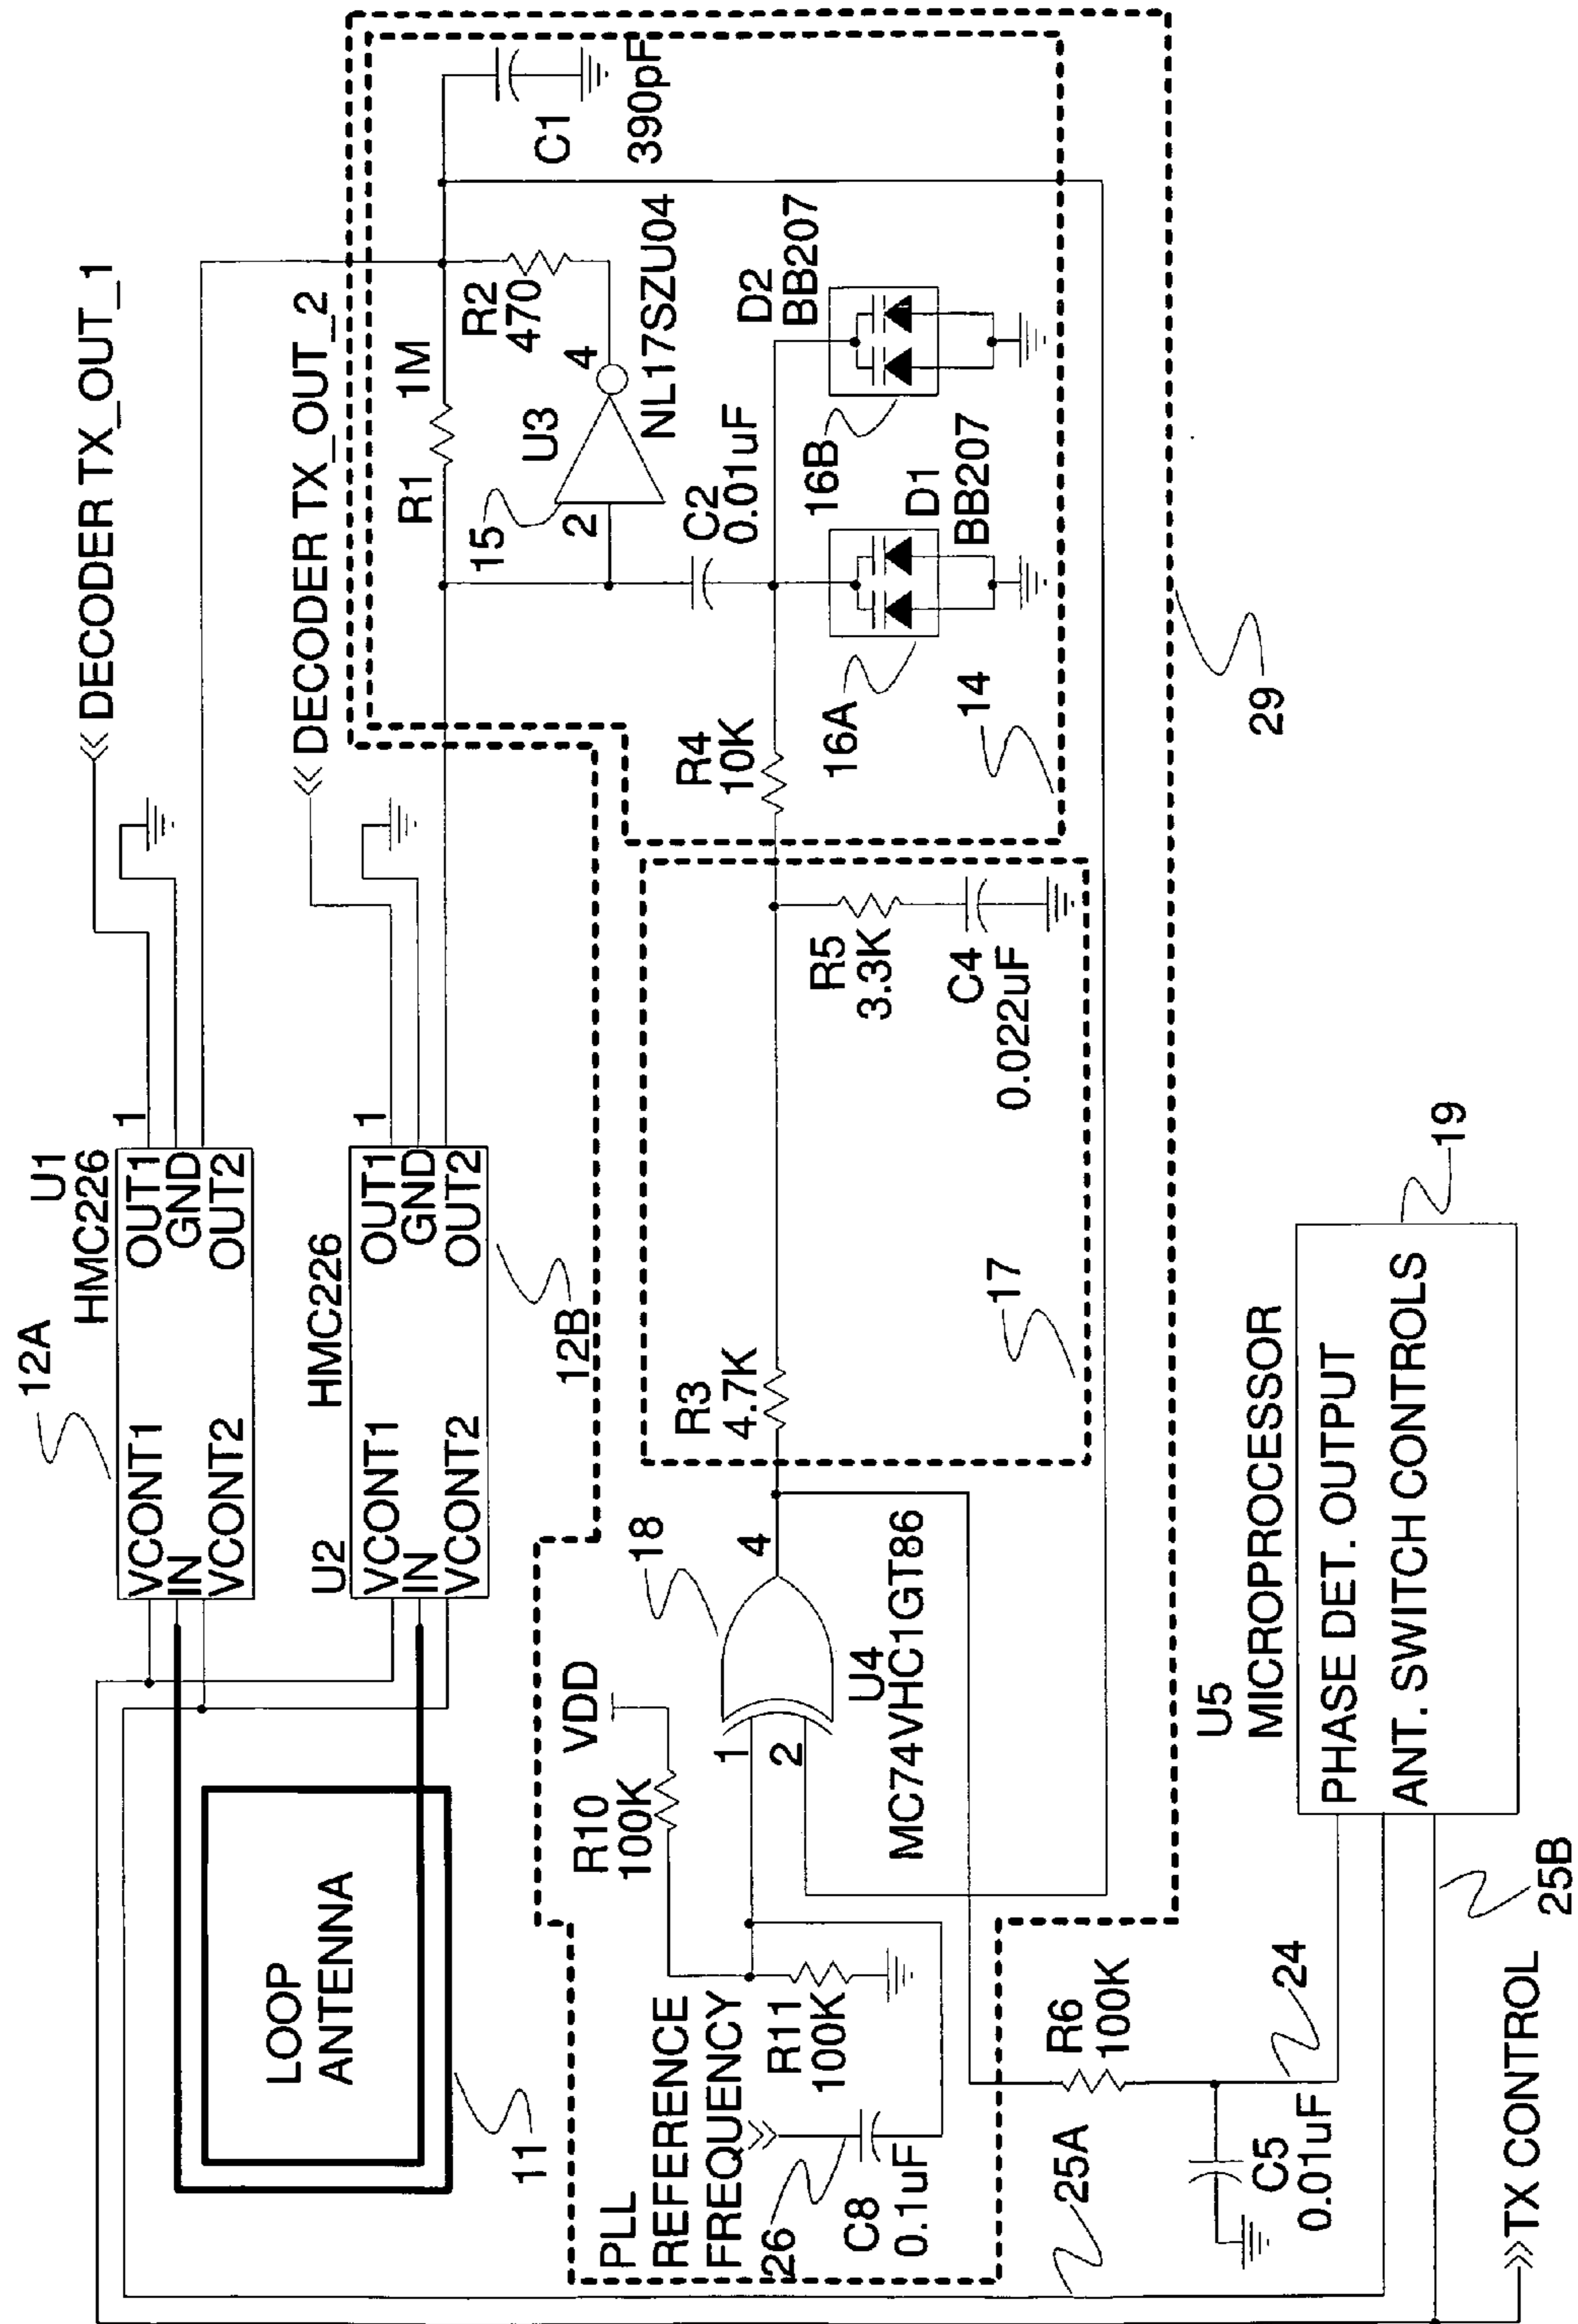 DECODER TX_OUT_1
DECODER TX_OUT_2
12A
U1
HMC226
VCONT1
IN
VCONT2
OUT1
GND
OUT2
1
U2
HMC226
VCONT1
IN
VCONT2
OUT1
GND
OUT2
1
12B
LOOP
ANTENNA
11
R1
1M
R2
470
C1
390pF
15
U3
2
4
NL17SZU04
C2
0.01uF
D2
BB207
16B
D1
BB207
16A
R4
10K
14
29
R5
3.3K
C4
0.022uF
R3
4.7K
17
18
4
1
2
U4
MC74VHC1GT86
VDD
R10
100K
R11
100K
PLL
REFERENCE
FREQUENCY
26
C8
0.1uF
R6
100K
24
25A
C5
0.01uF
U5
MICROPROCESSOR
PHASE DET. OUTPUT
ANT. SWITCH CONTROLS
19
25B
TX CONTROL